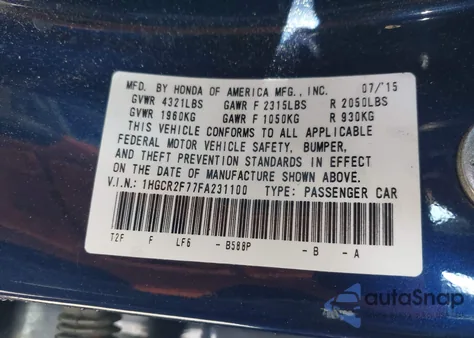 MFD. BY HONDA OF AMERICA MFG., INC. 07/'15
GVWR 4321LBS GAWR F 2315LBS R 2050LBS
GVWR 1960KG GAWR F 1050KG R 930KG
THIS VEHICLE CONFORMS TO ALL APPLICABLE
FEDERAL MOTOR VEHICLE SAFETY, BUMPER,
AND THEFT PREVENTION STANDARDS IN EFFECT
ON THE DATE OF MANUFACTURE SHOWN ABOVE.
V.I.N.: 1HGCR2F77FA231100 TYPE: PASSENGER CAR
T2F F LF6 - B588P - B - A
autoSnap